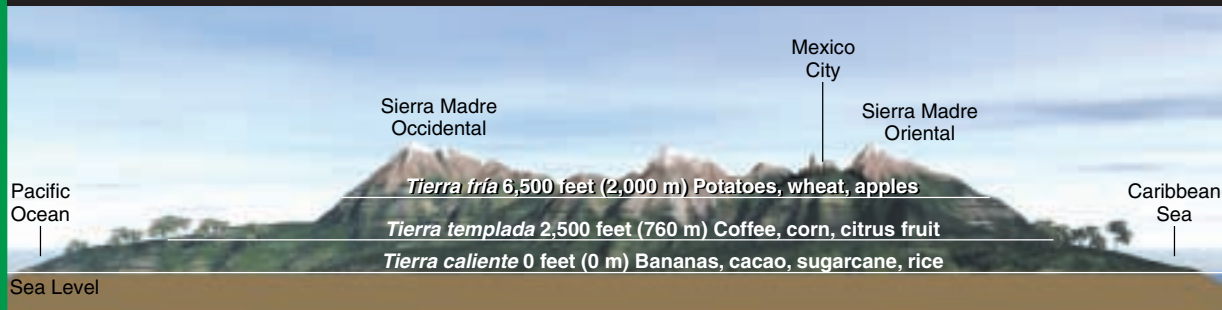 Mexico
City
Sierra Madre
Occidental
Sierra Madre
Oriental
Pacific
Ocean
Tierra fría 6,500 feet (2,000 m) Potatoes, wheat, apples
Caribbean
Sea
Tierra templada 2,500 feet (760 m) Coffee, corn, citrus fruit
Tierra caliente 0 feet (0 m) Bananas, cacao, sugarcane, rice
Sea Level